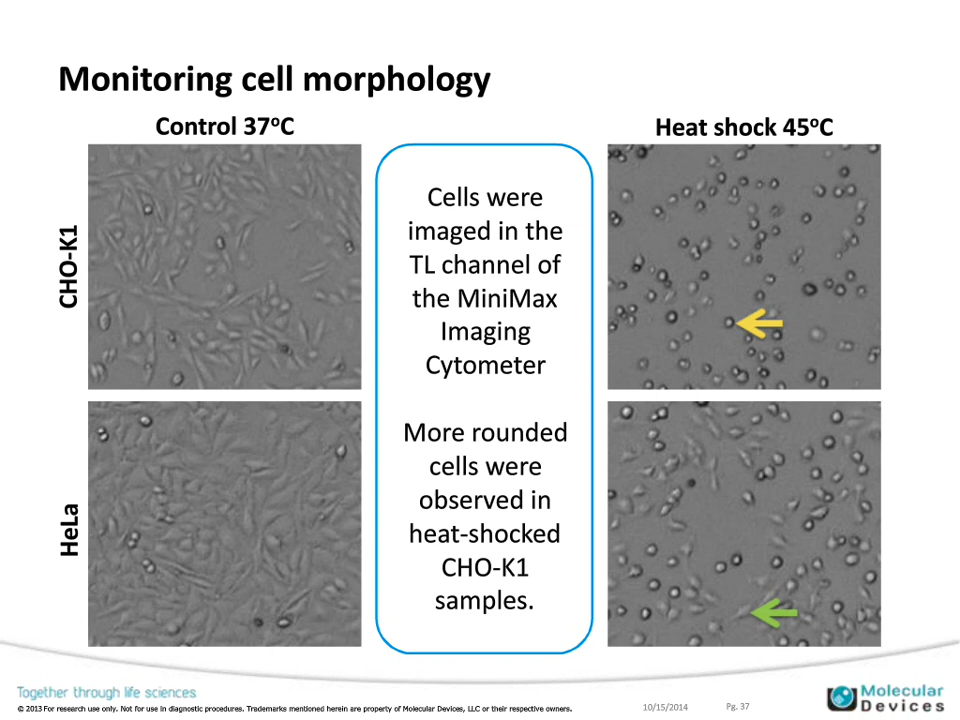 Monitoring cell morphology
Control 37°C
Heat shock 45°C
CHO-K1
Cells were
imaged in the
TL channel of
the MiniMax
Imaging
Cytometer
More rounded
cells were
observed in
heat-shocked
CHO-K1
samples.
HeLa
Together through life sciences
© 2013 For research use only. Not for use in diagnostic procedures. Trademarks mentioned herein are property of Molecular Devices, LLC or their respective owners.
10/15/2014
Pg. 37
Molecular
Devices